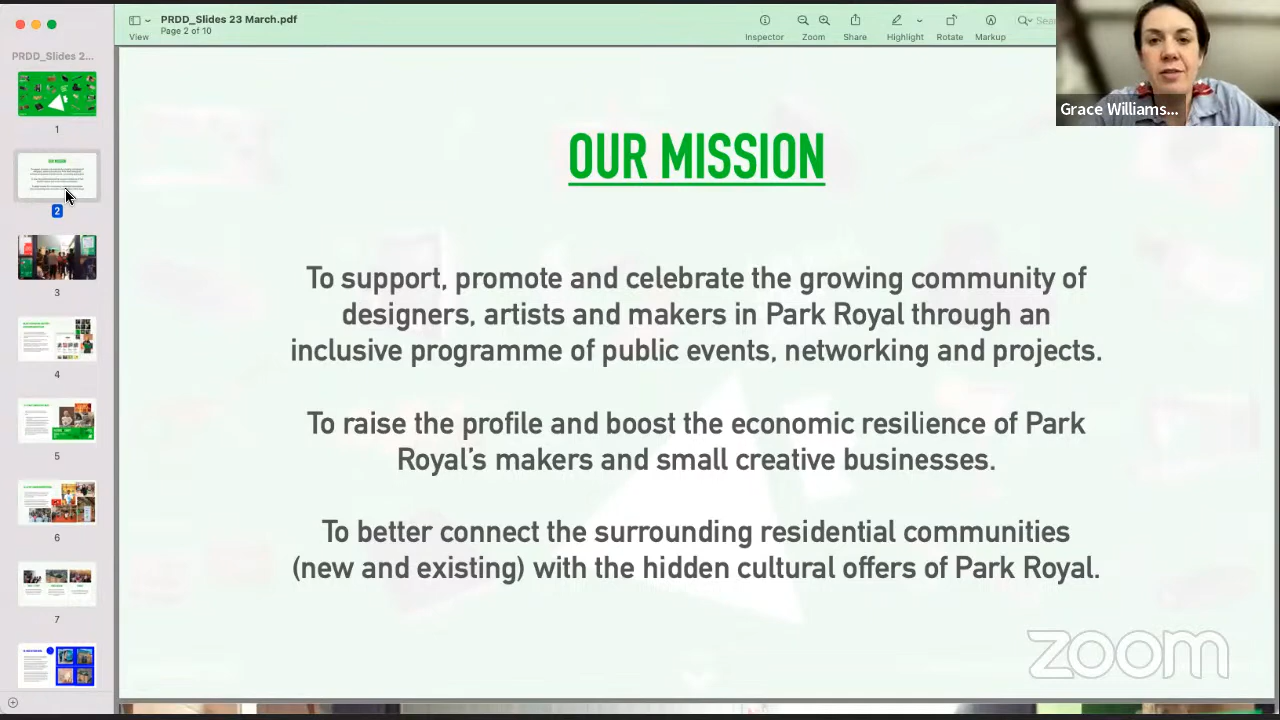 PRDD_Slides 23 March.pdf
Page 2 of 10
View
Inspector
Zoom
Share
Highlight
Rotate
Markup
Sear
Grace Williams...
PRDD_Slides 2...
1
OUR MISSION
2
3
4
5
6
7
OUR MISSION
To support, promote and celebrate the growing community of
designers, artists and makers in Park Royal through an
inclusive programme of public events, networking and projects.
To raise the profile and boost the economic resilience of Park
Royal's makers and small creative businesses.
To better connect the surrounding residential communities
(new and existing) with the hidden cultural offers of Park Royal.
zoom